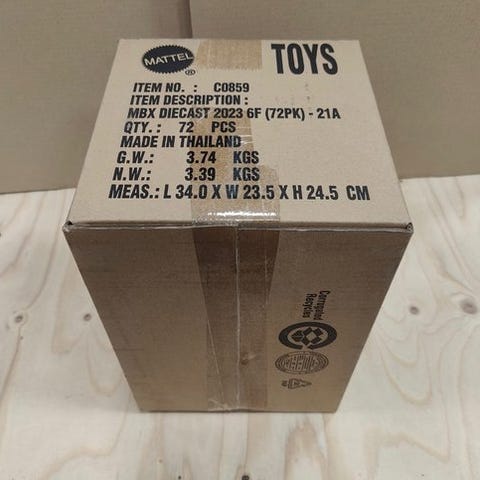 MATTEL
®
TOYS
ITEM NO. : C0859
ITEM DESCRIPTION :
MBX DIECAST 2023 6F (72PK) - 21A
QTY. : 72 PCS
MADE IN THAILAND
G.W.: 3.74 KGS
N.W.: 3.39 KGS
MEAS.: L 34.0 X W 23.5 X H 24.5 CM
Corrugated
Recycles